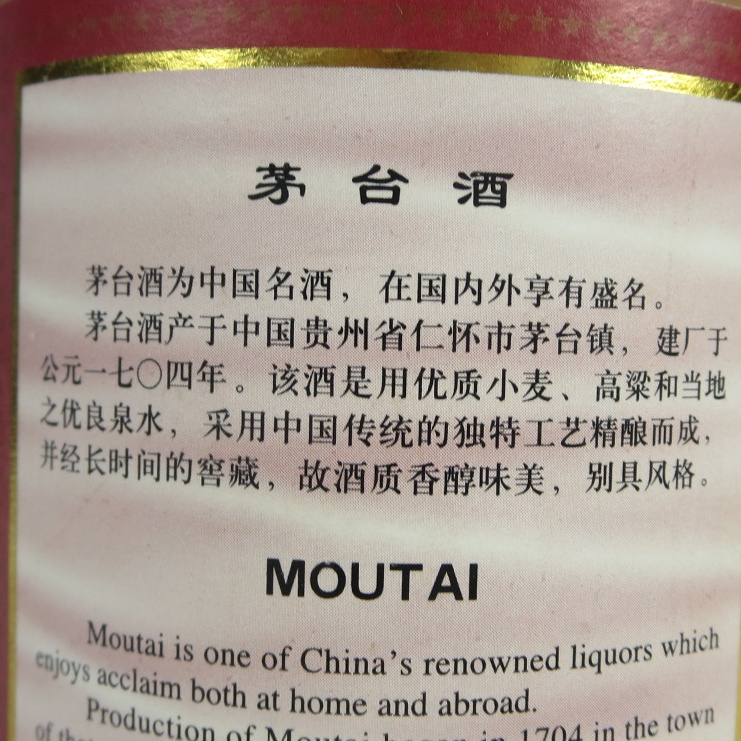 茅台酒
茅台酒为中国名酒，在国内外享有盛名。
茅台酒产于中国贵州省仁怀市茅台镇，建厂于
公元一七〇四年。该酒是用优质小麦、高粱和当地
之优良泉水，采用中国传统的独特工艺精酿而成，
并经长时间的窖藏，故酒质香醇味美，别具风格。
MOUTAI
Moutai is one of China's renowned liquors which
enjoys acclaim both at home and abroad.
Production of Moutai began in 1704 in the town
of